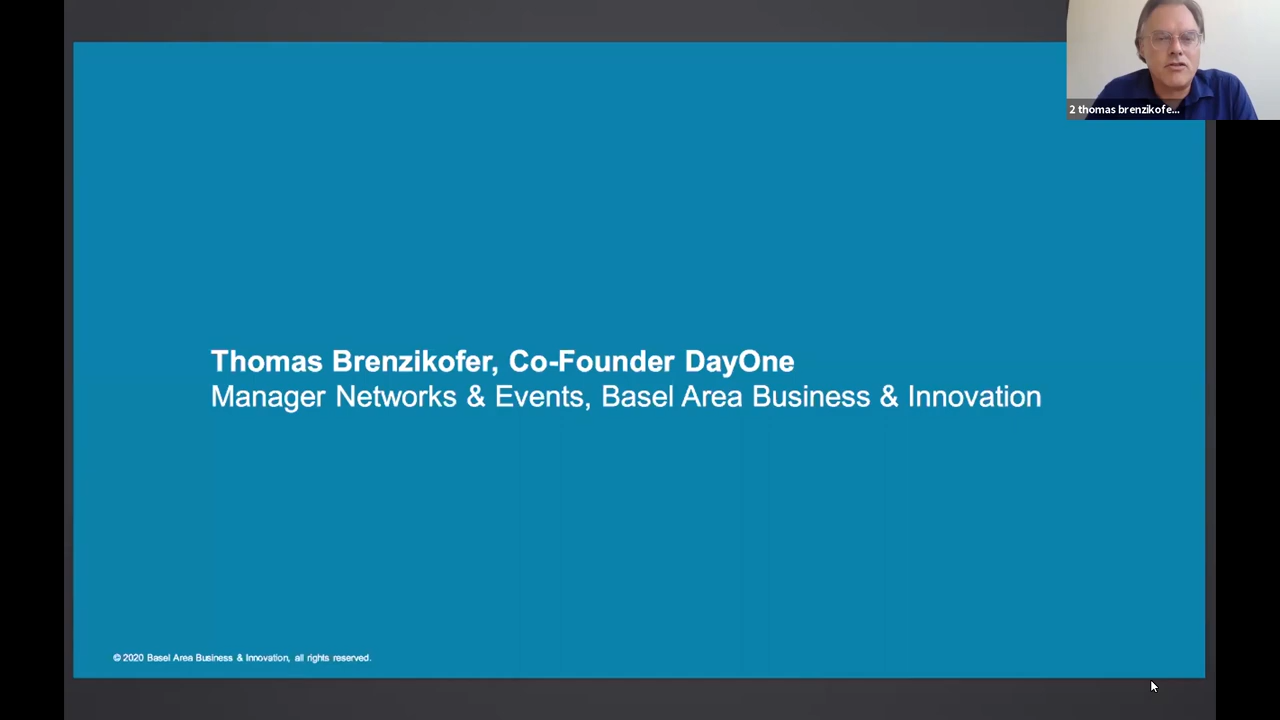 2 thomas brenzikofe...
Thomas Brenzikofer, Co-Founder DayOne
Manager Networks & Events, Basel Area Business & Innovation
© 2020 Basel Area Business & Innovation, all rights reserved.